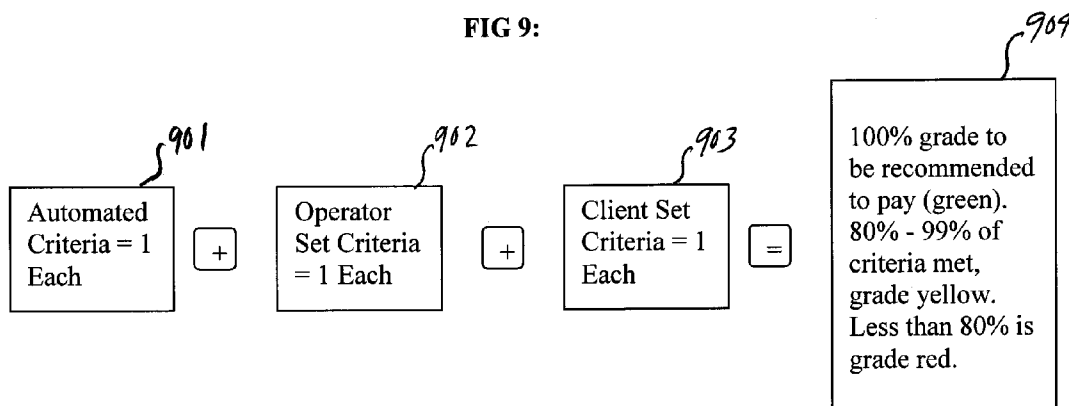 FIG 9:
904
901
902
903
Automated
Criteria = 1
Each
+
Operator
Set Criteria
= 1 Each
+
Client Set
Criteria = 1
Each
=
100% grade to
be recommended
to pay (green).
80% - 99% of
criteria met,
grade yellow.
Less than 80% is
grade red.